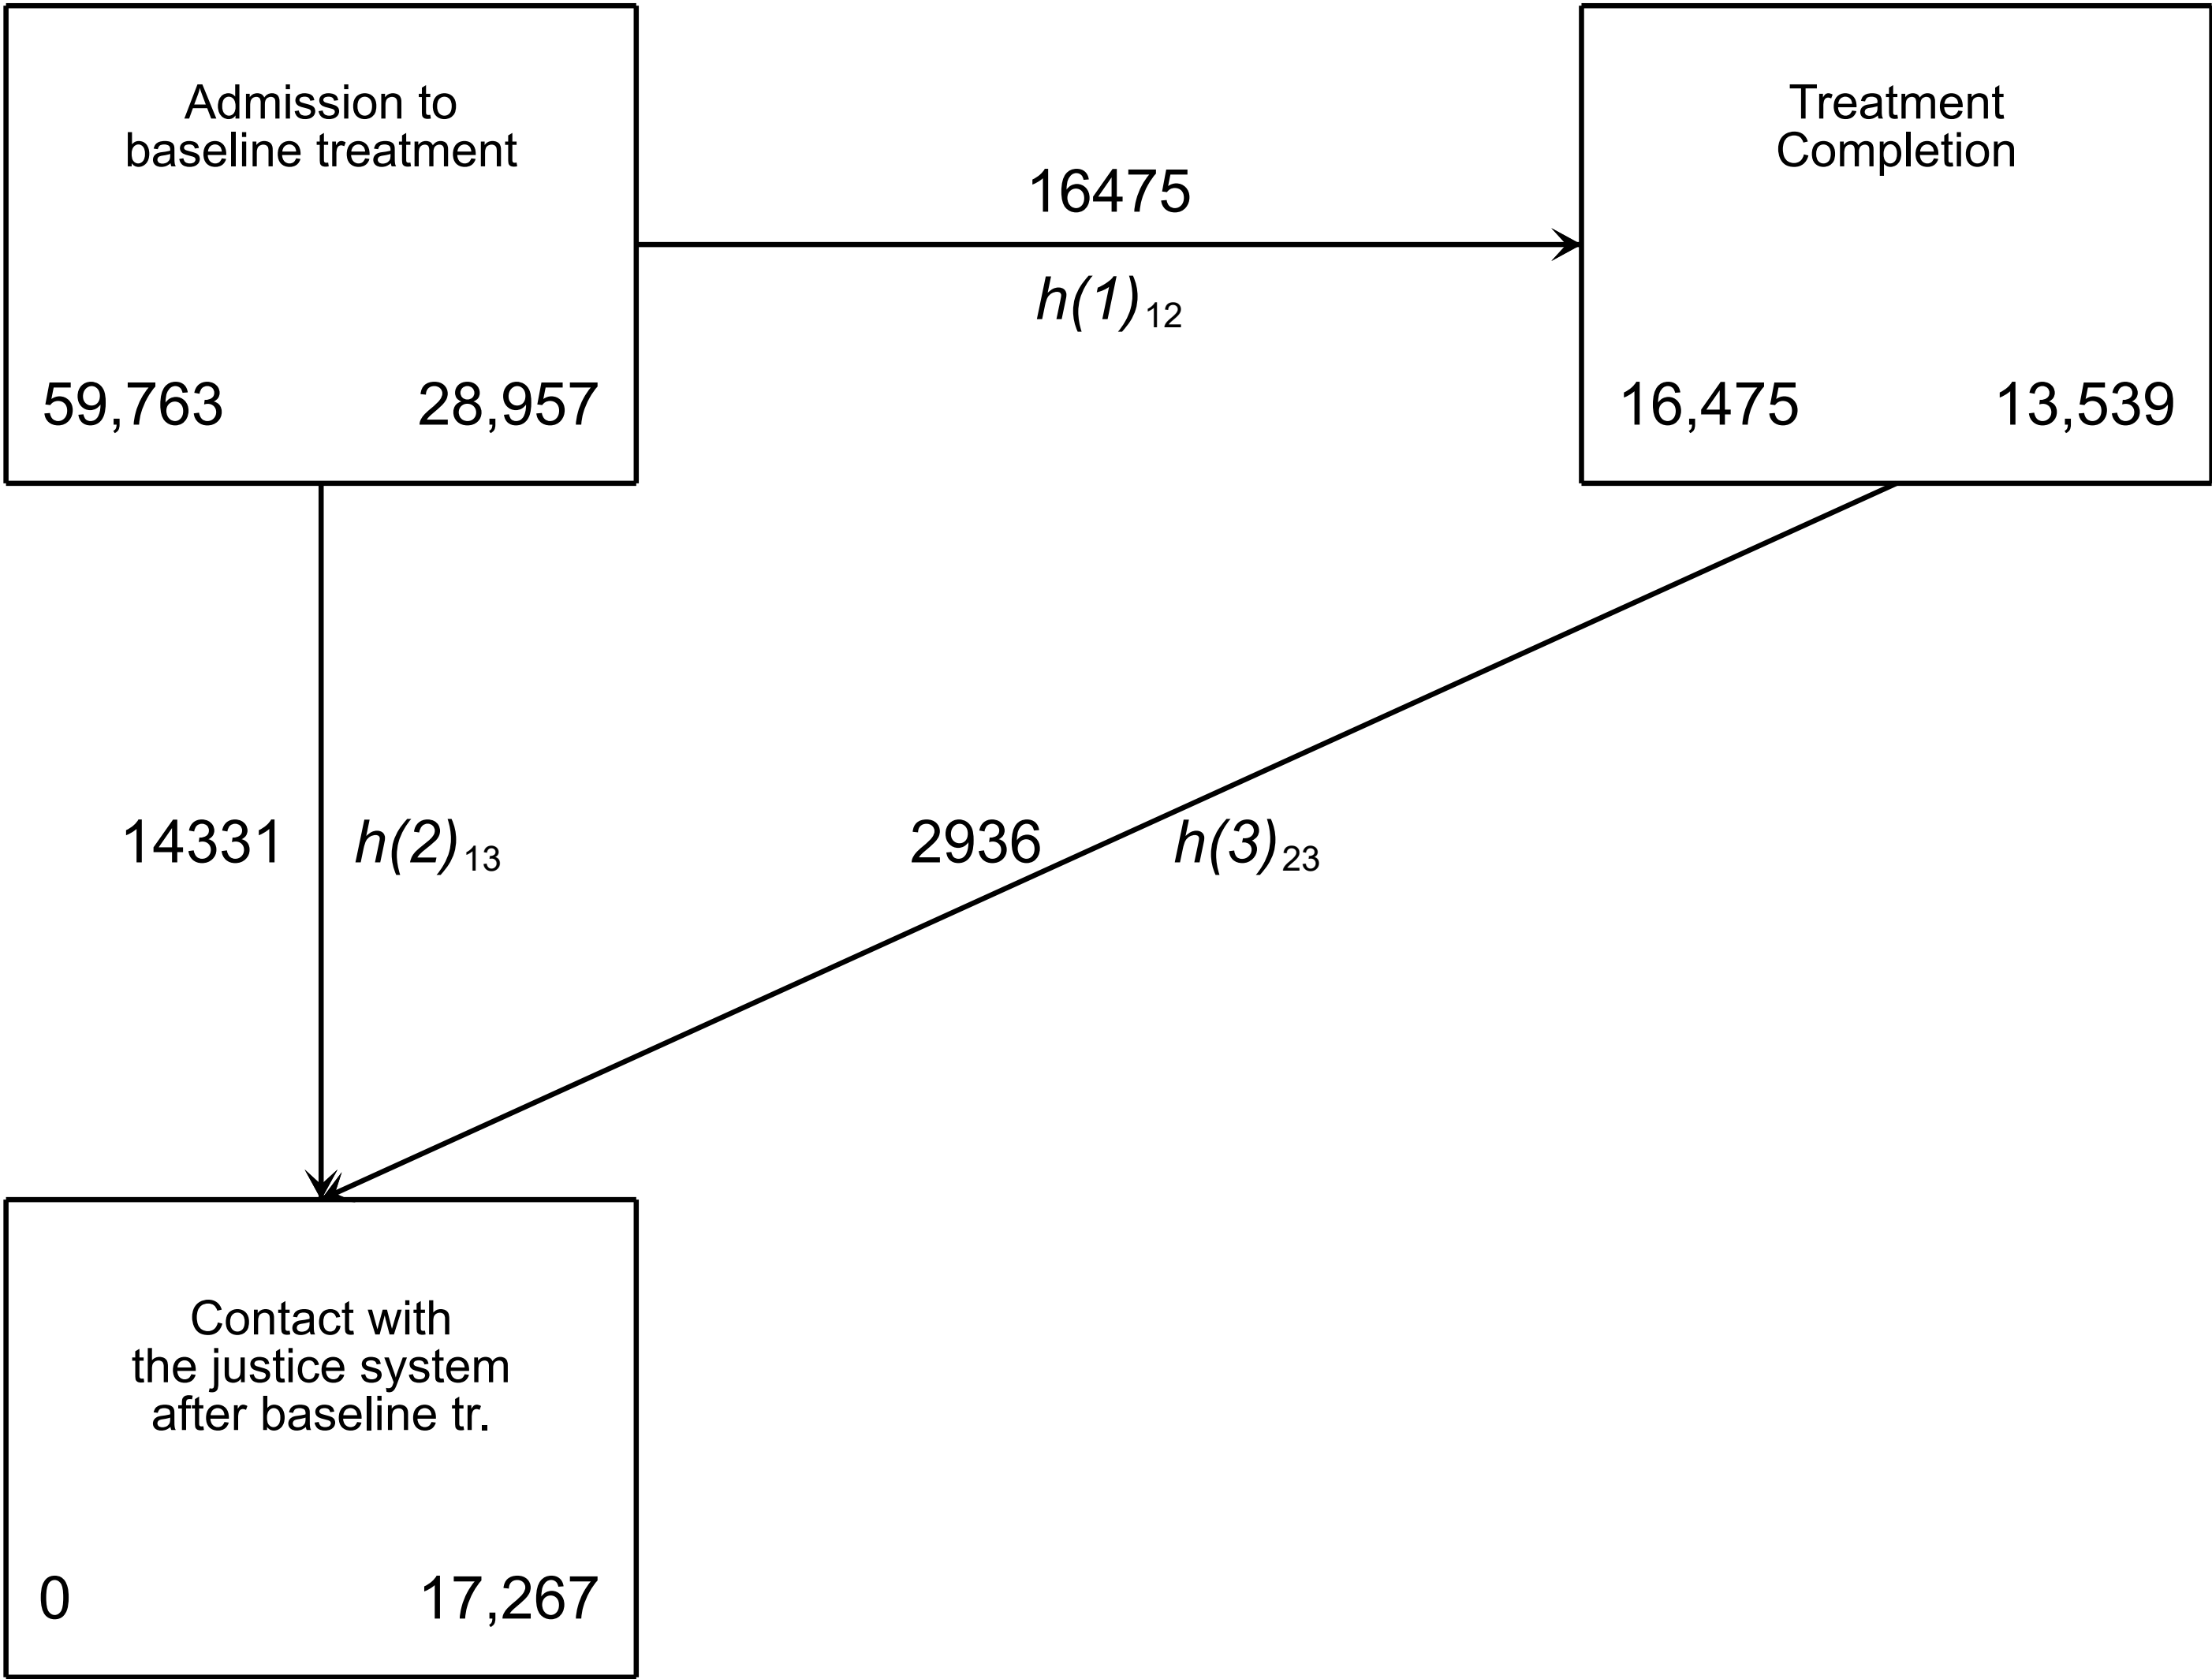 Admission to
baseline treatment
59,763 28,957
16475
h(1)12
Treatment
Completion
16,475 13,539
14331 h(2)13
2936 h(3)23
Contact with
the justice system
after baseline tr.
0 17,267